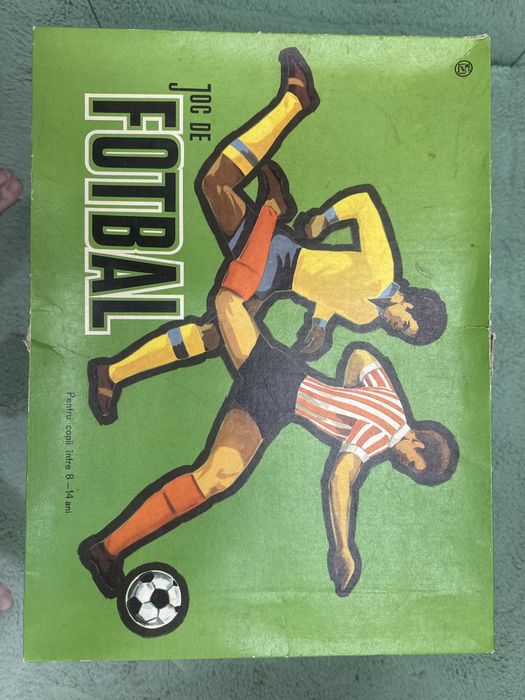 JOC DE
FOTBAL
Pentru copii între 8–14 ani